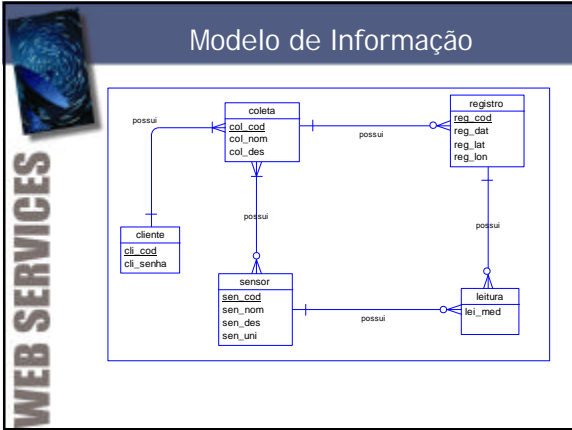 Modelo de Informação
WEB SERVICES
coleta
col_cod
col_nom
col_des
possui
possui
registro
reg_cod
reg_dat
reg_lat
reg_lon
possui
possui
cliente
cli_cod
cli_senha
sensor
sen_cod
sen_nom
sen_des
sen_uni
possui
leitura
lei_med